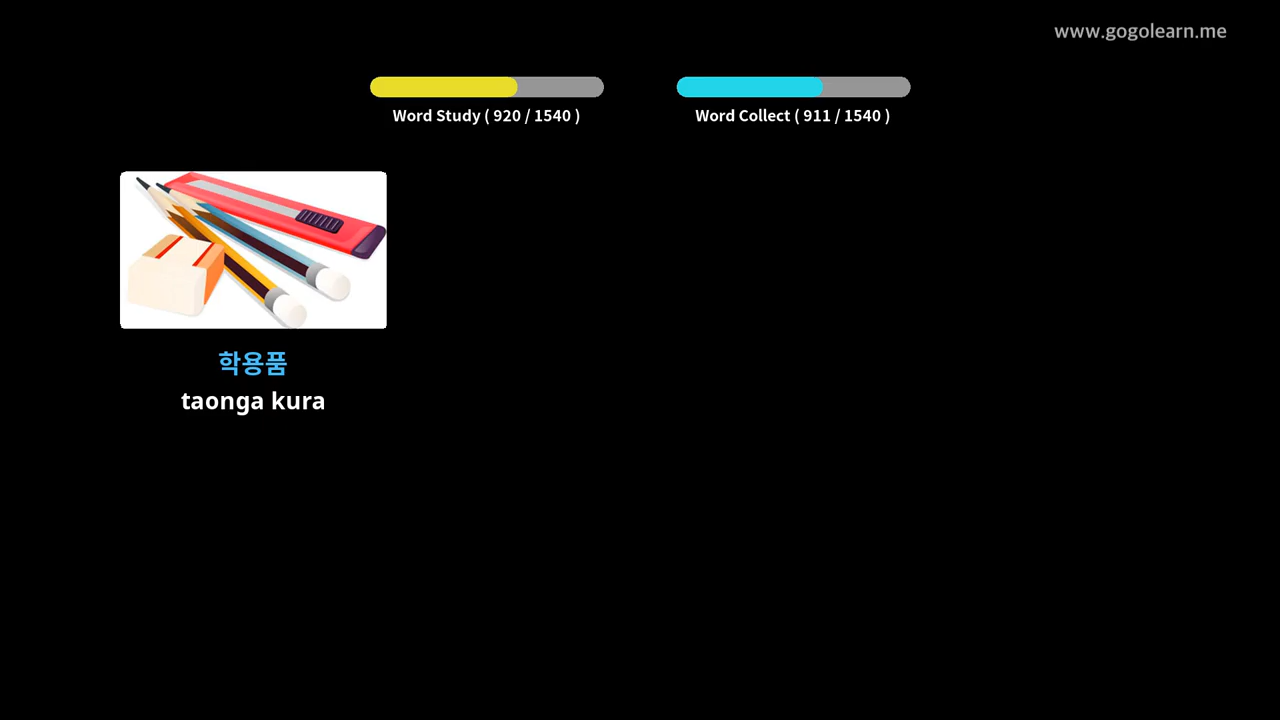 www.gogolearn.me
Word Study ( 920 / 1540 )
Word Collect ( 911 / 1540 )
학용품
taonga kura